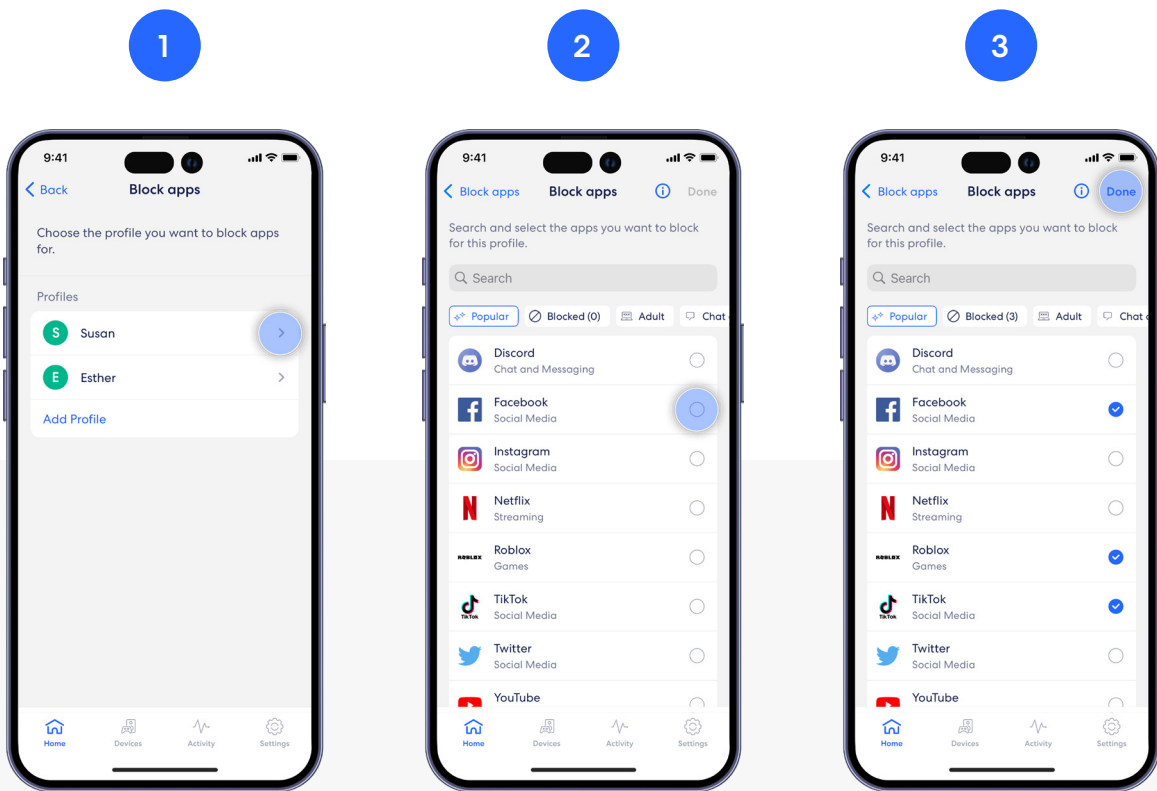 1
2
3
9:41
Back
Block apps
Choose the profile you want to block apps
for.
Profiles
S
Susan
E
Esther
Add Profile
Home
Devices
Activity
Settings
9:41
Block apps
Block apps
Done
Search and select the apps you want to block
for this profile.
Search
Popular
Blocked (0)
Adult
Chat
Discord
Chat and Messaging
Facebook
Social Media
Instagram
Social Media
Netflix
Streaming
ROBLOX
Roblox
Games
TikTok
TikTok
Social Media
Twitter
Social Media
YouTube
Home
Devices
Activity
Settings
9:41
Block apps
Block apps
Done
Search and select the apps you want to block
for this profile.
Search
Popular
Blocked (3)
Adult
Chat
Discord
Chat and Messaging
Facebook
Social Media
Instagram
Social Media
Netflix
Streaming
ROBLOX
Roblox
Games
TikTok
TikTok
Social Media
Twitter
Social Media
YouTube
Home
Devices
Activity
Settings